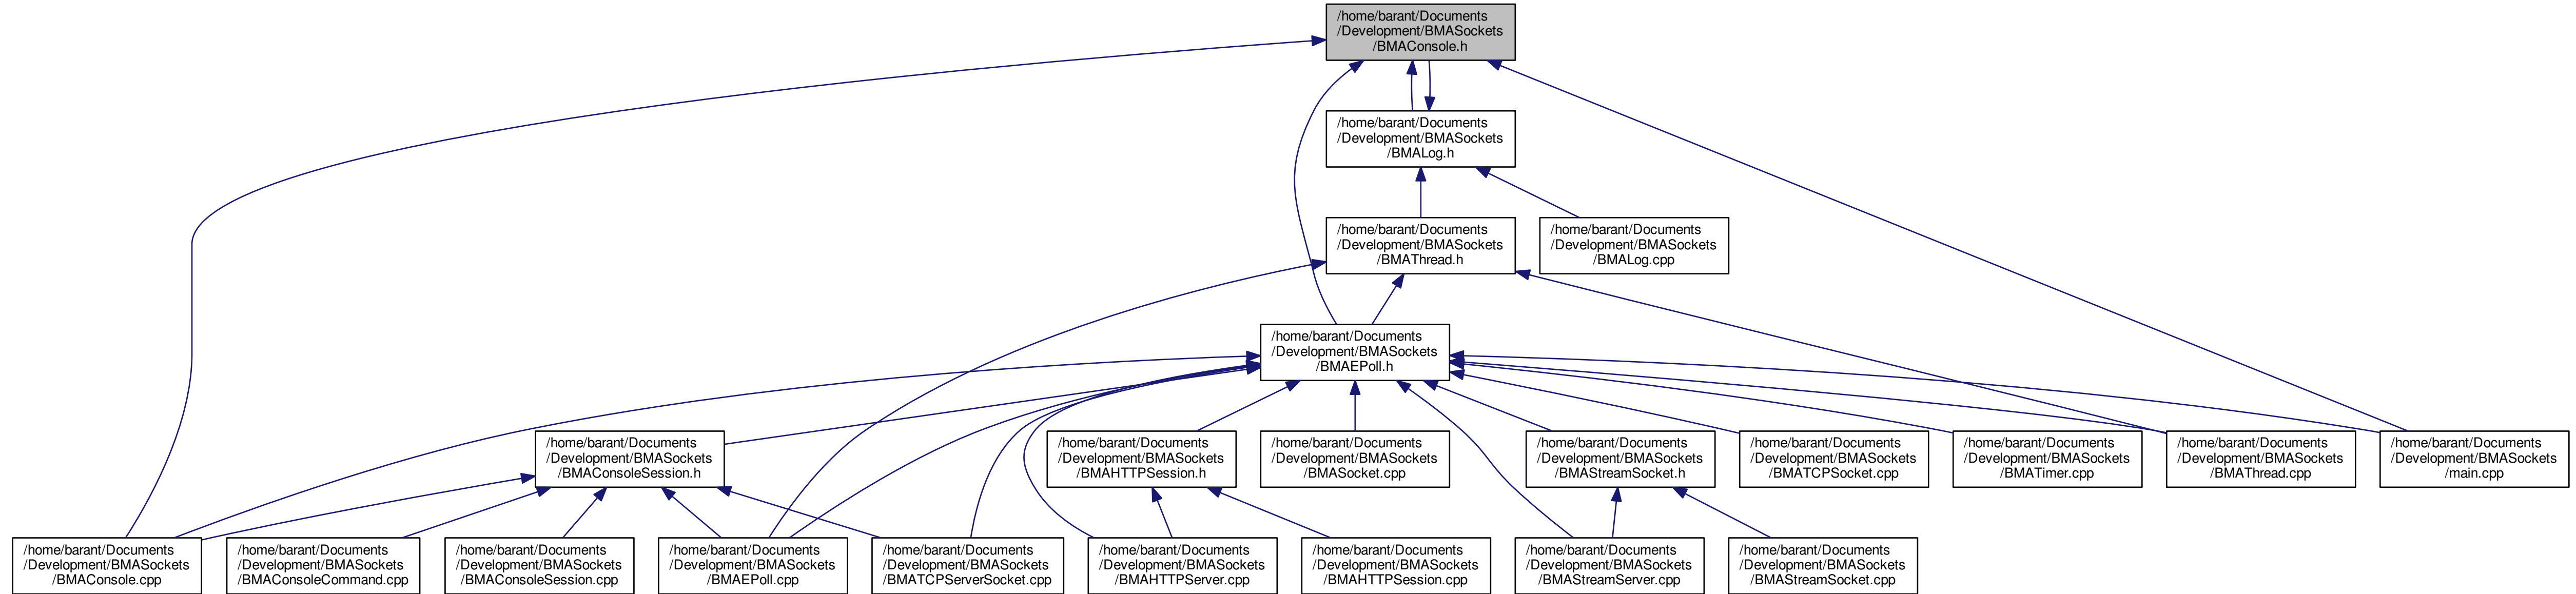 /home/barant/Documents
/Development/BMASockets
/BMAConsole.h
/home/barant/Documents
/Development/BMASockets
/BMALog.h
/home/barant/Documents
/Development/BMASockets
/BMAThread.h
/home/barant/Documents
/Development/BMASockets
/BMALog.cpp
/home/barant/Documents
/Development/BMASockets
/BMAEPoll.h
/home/barant/Documents
/Development/BMASockets
/BMAConsoleSession.h
/home/barant/Documents
/Development/BMASockets
/BMAHTTPSession.h
/home/barant/Documents
/Development/BMASockets
/BMASocket.cpp
/home/barant/Documents
/Development/BMASockets
/BMAStreamSocket.h
/home/barant/Documents
/Development/BMASockets
/BMATCPSocket.cpp
/home/barant/Documents
/Development/BMASockets
/BMATimer.cpp
/home/barant/Documents
/Development/BMASockets
/BMAThread.cpp
/home/barant/Documents
/Development/BMASockets
/main.cpp
/home/barant/Documents
/Development/BMASockets
/BMAConsole.cpp
/home/barant/Documents
/Development/BMASockets
/BMAConsoleCommand.cpp
/home/barant/Documents
/Development/BMASockets
/BMAConsoleSession.cpp
/home/barant/Documents
/Development/BMASockets
/BMAEPoll.cpp
/home/barant/Documents
/Development/BMASockets
/BMATCPServerSocket.cpp
/home/barant/Documents
/Development/BMASockets
/BMAHTTPServer.cpp
/home/barant/Documents
/Development/BMASockets
/BMAHTTPSession.cpp
/home/barant/Documents
/Development/BMASockets
/BMAStreamServer.cpp
/home/barant/Documents
/Development/BMASockets
/BMAStreamSocket.cpp